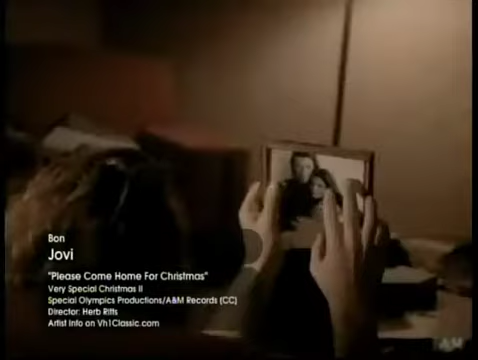 Bon
Jovi
"Please Come Home For Christmas"
Very Special Christmas II
Special Olympics Productions/A&M Records (CC)
Director: Herb Ritts
Artist Info on Vh1Classic.com
A&M